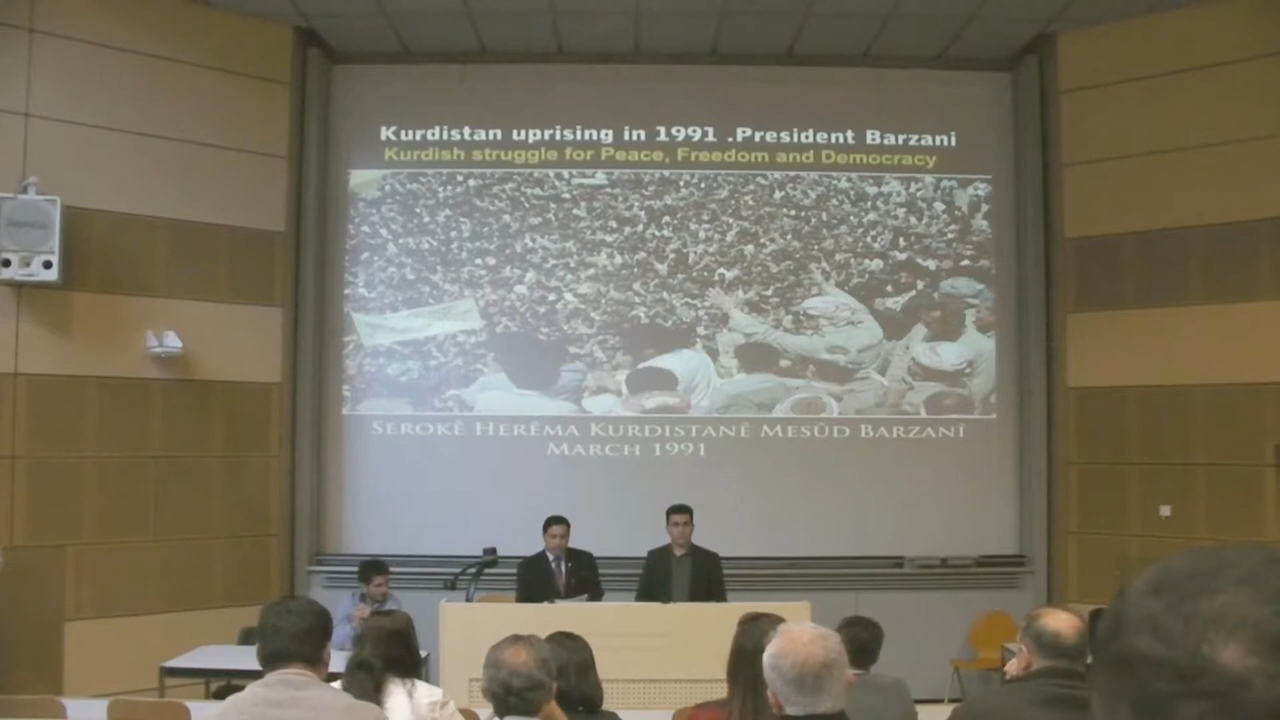 Kurdistan uprising in 1991 .President Barzani
Kurdish struggle for Peace, Freedom and Democracy
Serokê Herêma Kurdistanê Mesûd Barzanî
March 1991